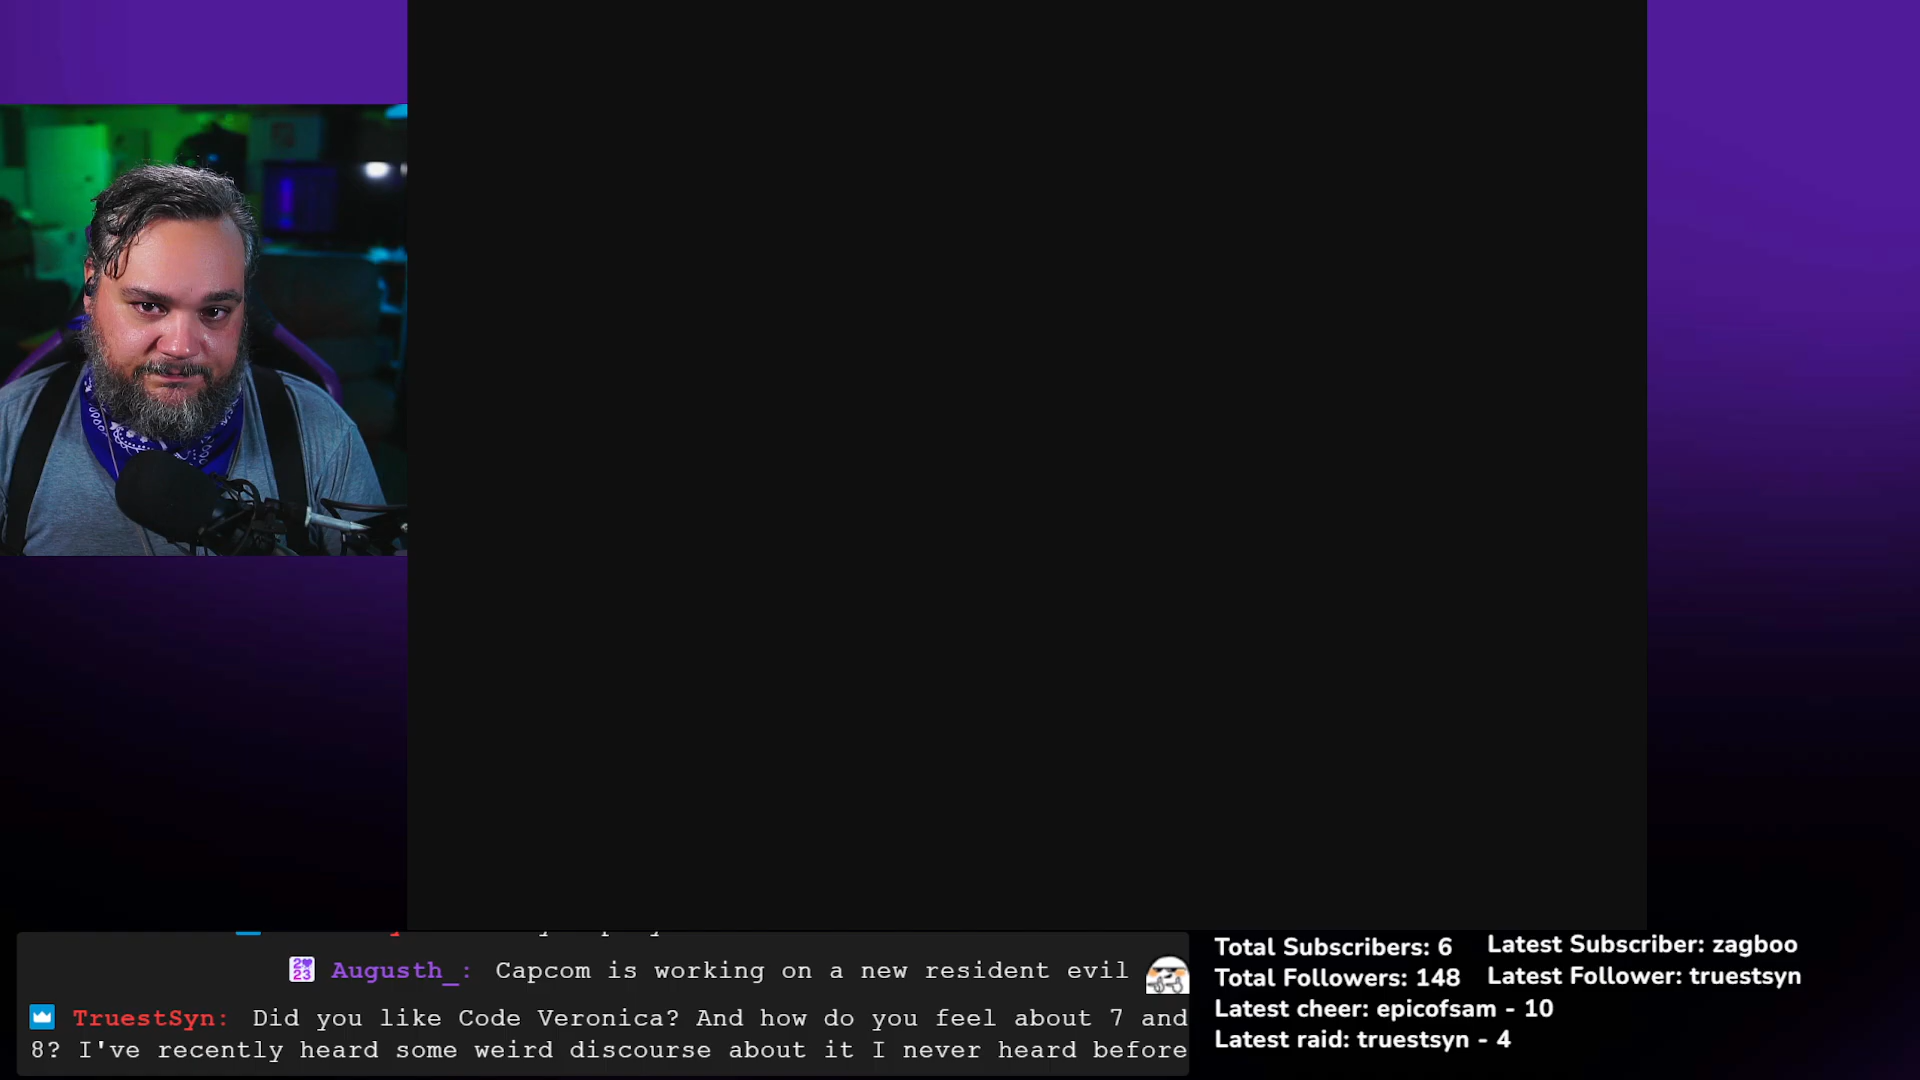 Augusth_: Capcom is working on a new resident evil
TruestSyn: Did you like Code Veronica? And how do you feel about 7 and
8? I've recently heard some weird discourse about it I never heard before
Total Subscribers: 6
Latest Subscriber: zagboo
Total Followers: 148
Latest Follower: truestsyn
Latest cheer: epicofsam - 10
Latest raid: truestsyn - 4